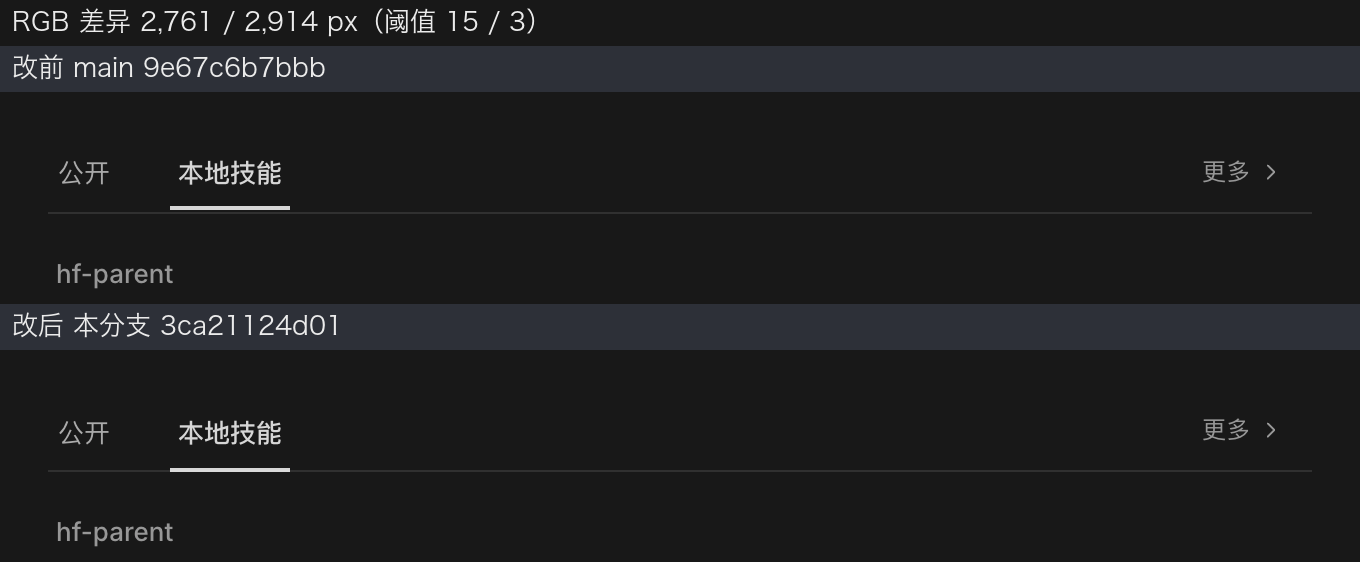 RGB 差异 2,761 / 2,914 px（阈值 15 / 3）
改前 main 9e67c6b7bbb
公开 本地技能 更多 >
hf-parent
改后 本分支 3ca21124d01
公开 本地技能 更多 >
hf-parent